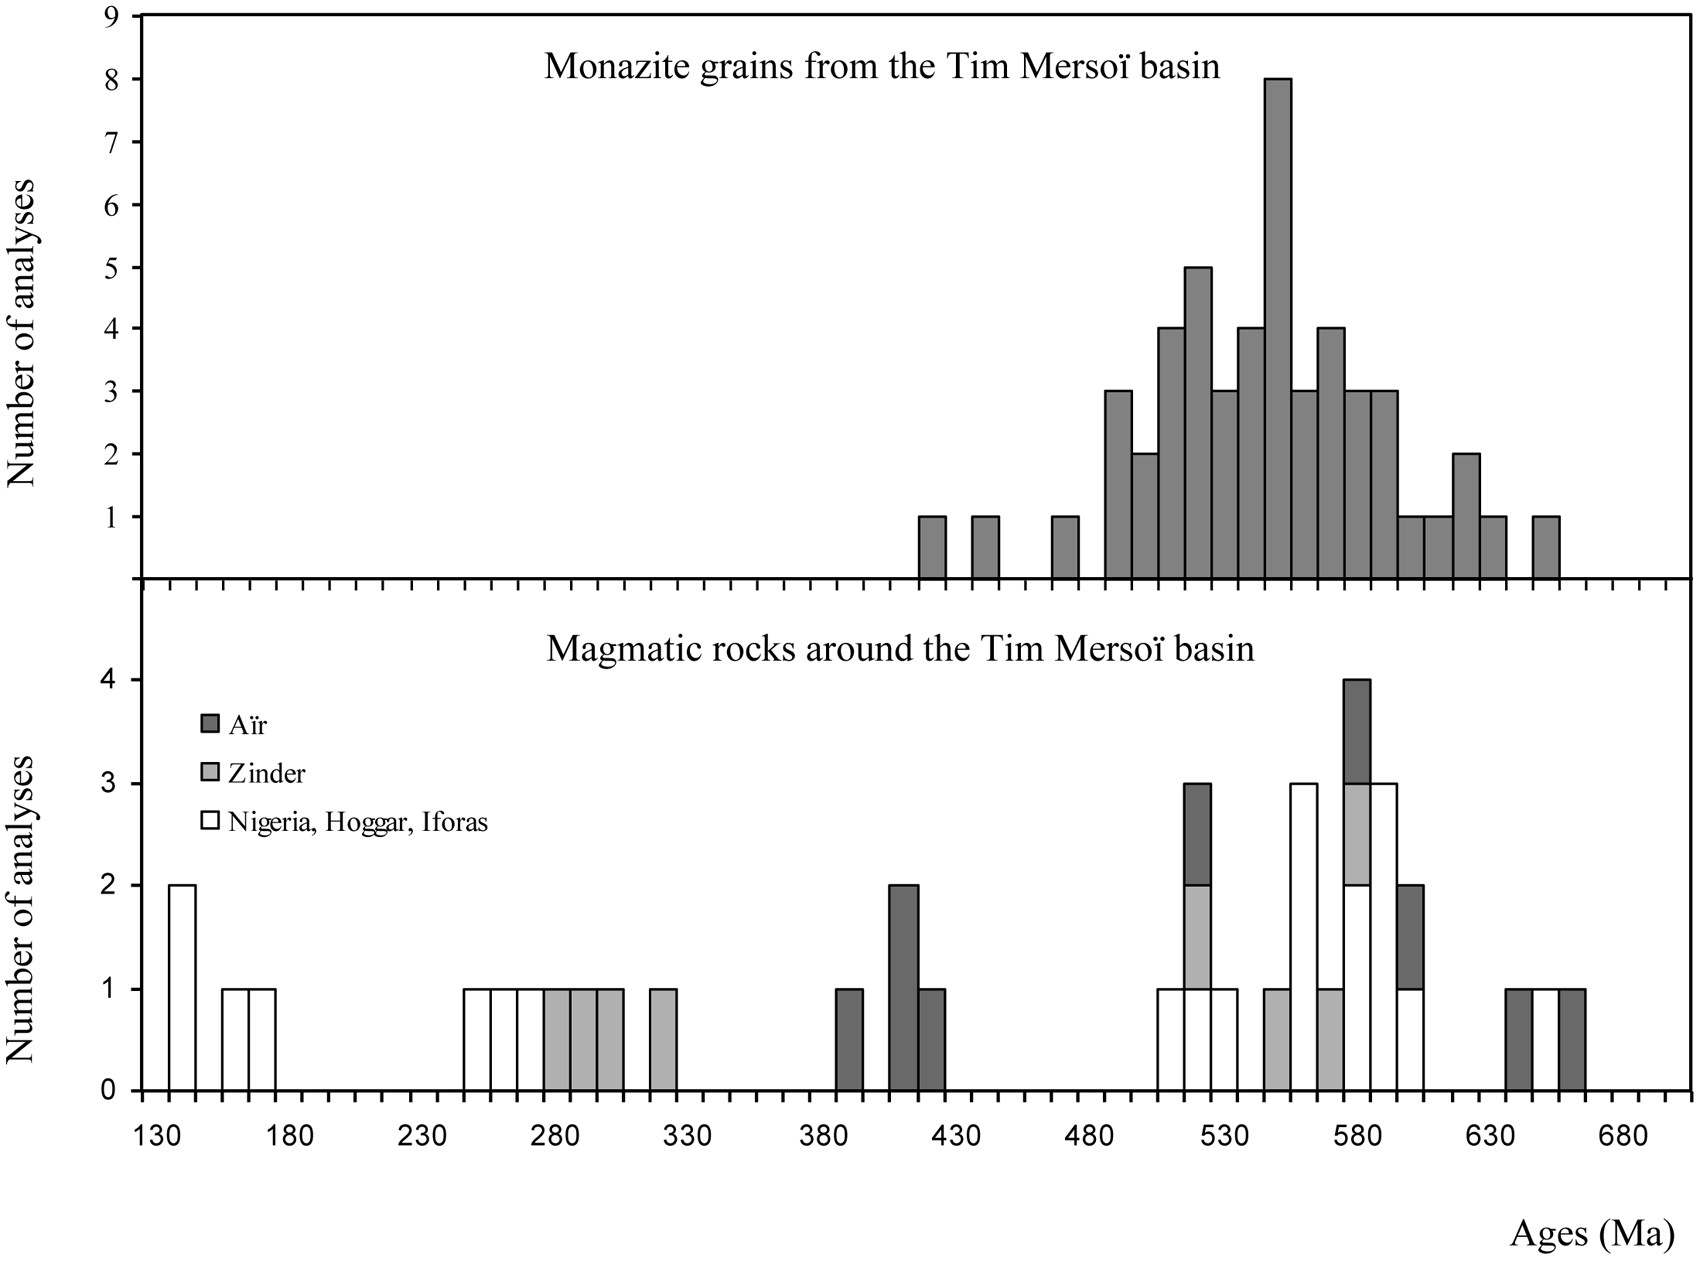 9
Monazite grains from the Tim Mersoï basin
8
7
6
5
4
3
2
1
Number of analyses
Magmatic rocks around the Tim Mersoï basin
4
Aïr
3
Zinder
Nigeria, Hoggar, Iforas
2
1
0
Number of analyses
130 180 230 280 330 380 430 480 530 580 630 680
Ages (Ma)